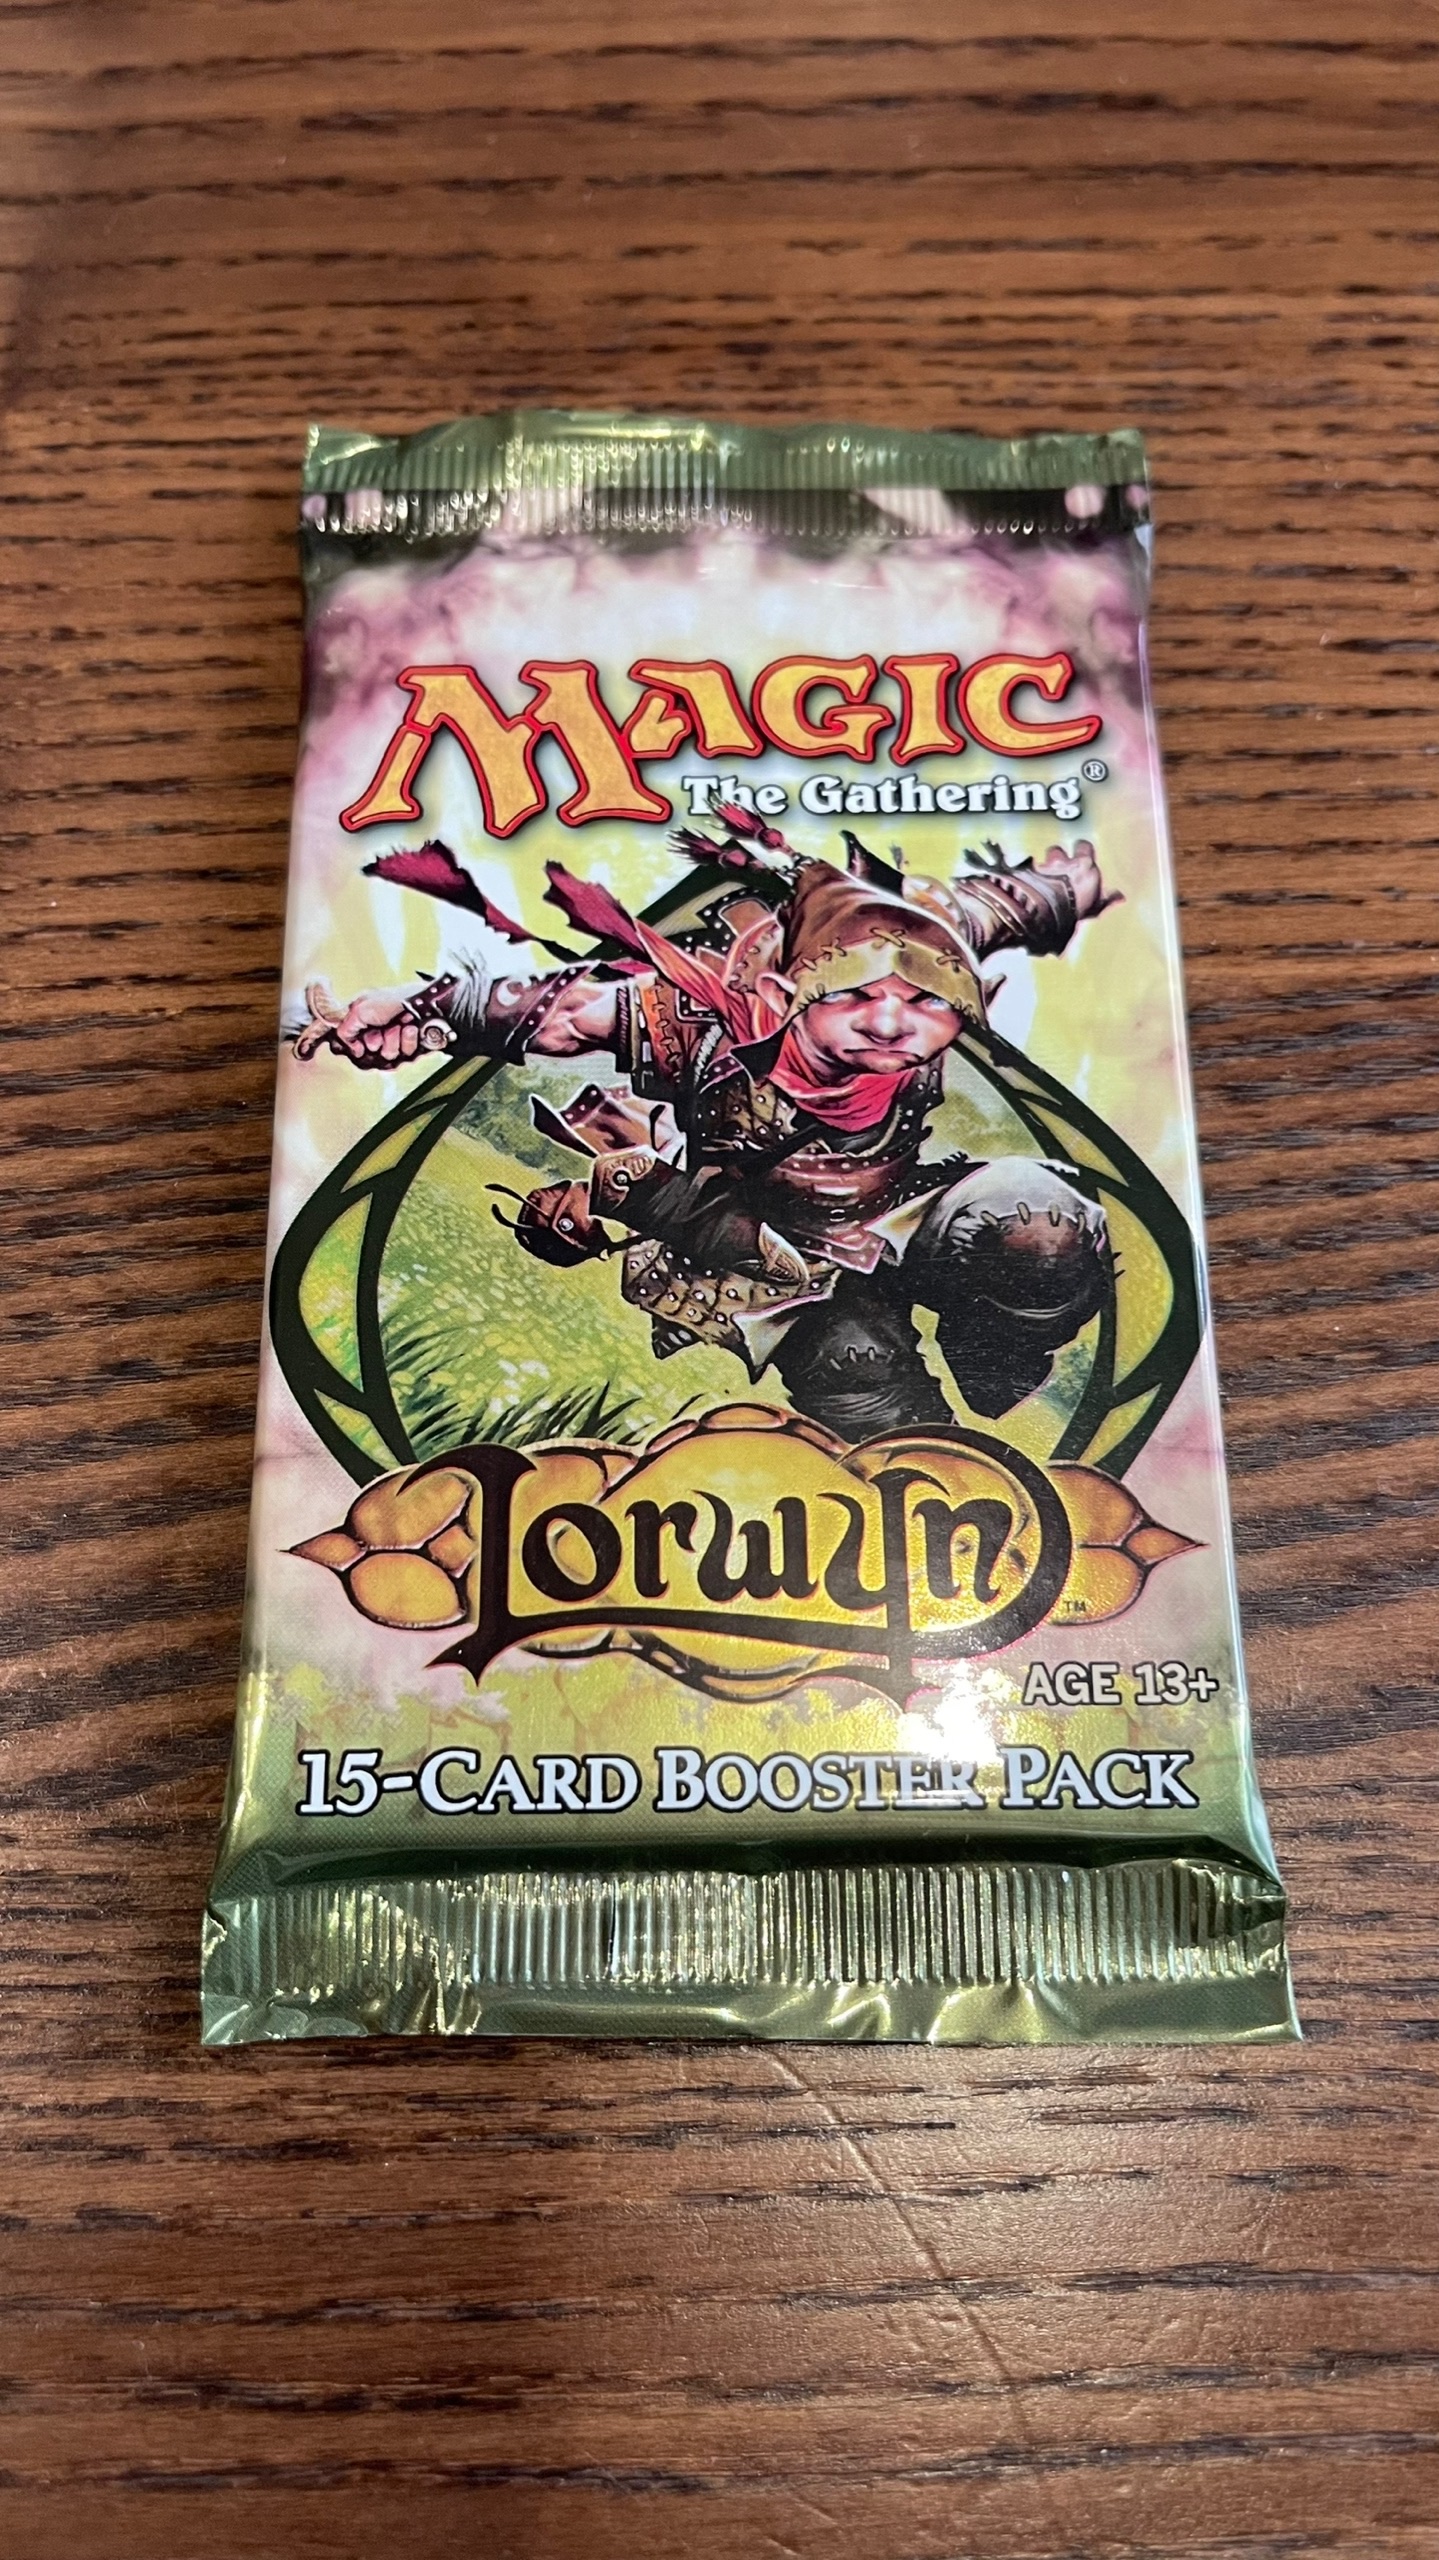 MAGIC
The Gathering®
Lorwyn™
AGE 13+
15-CARD BOOSTER PACK